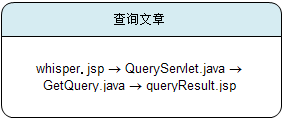 查询文章
whisper.jsp → QueryServlet.java →
GetQuery.java → queryResult.jsp